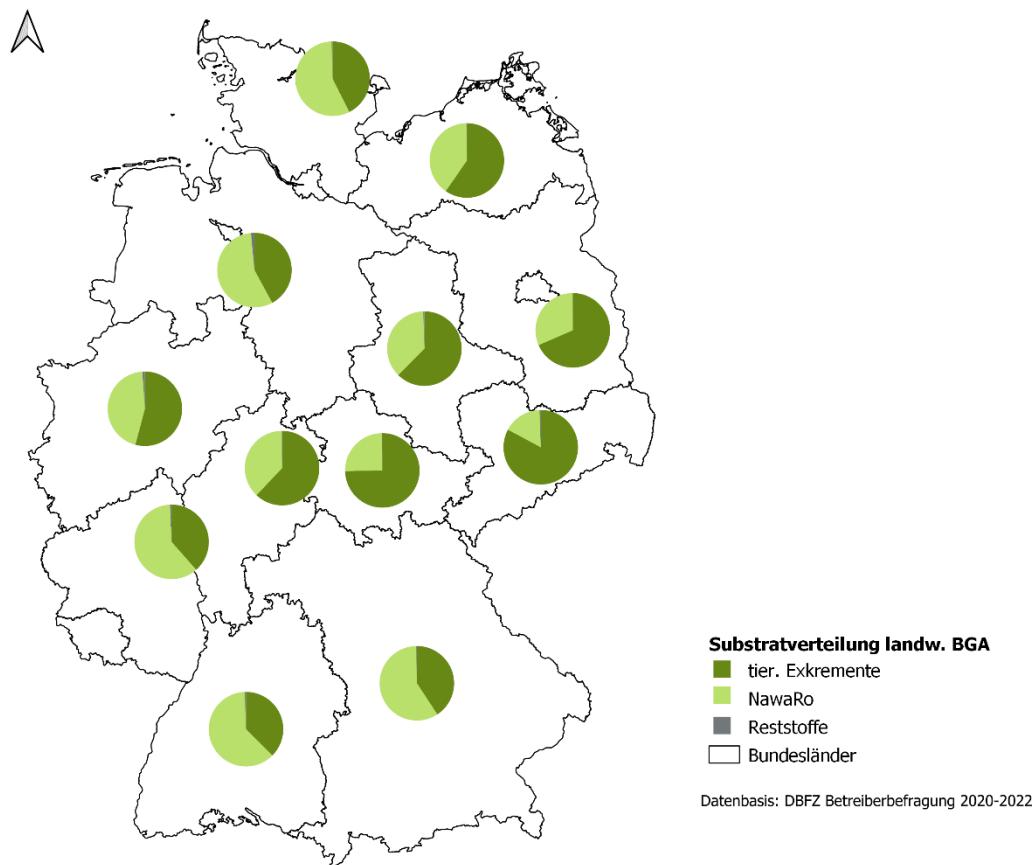 Substratverteilung landw. BGA
tier. Exkremente
NawaRo
Reststoffe
Bundesländer
Datenbasis: DBFZ Betreiberbefragung 2020-2022